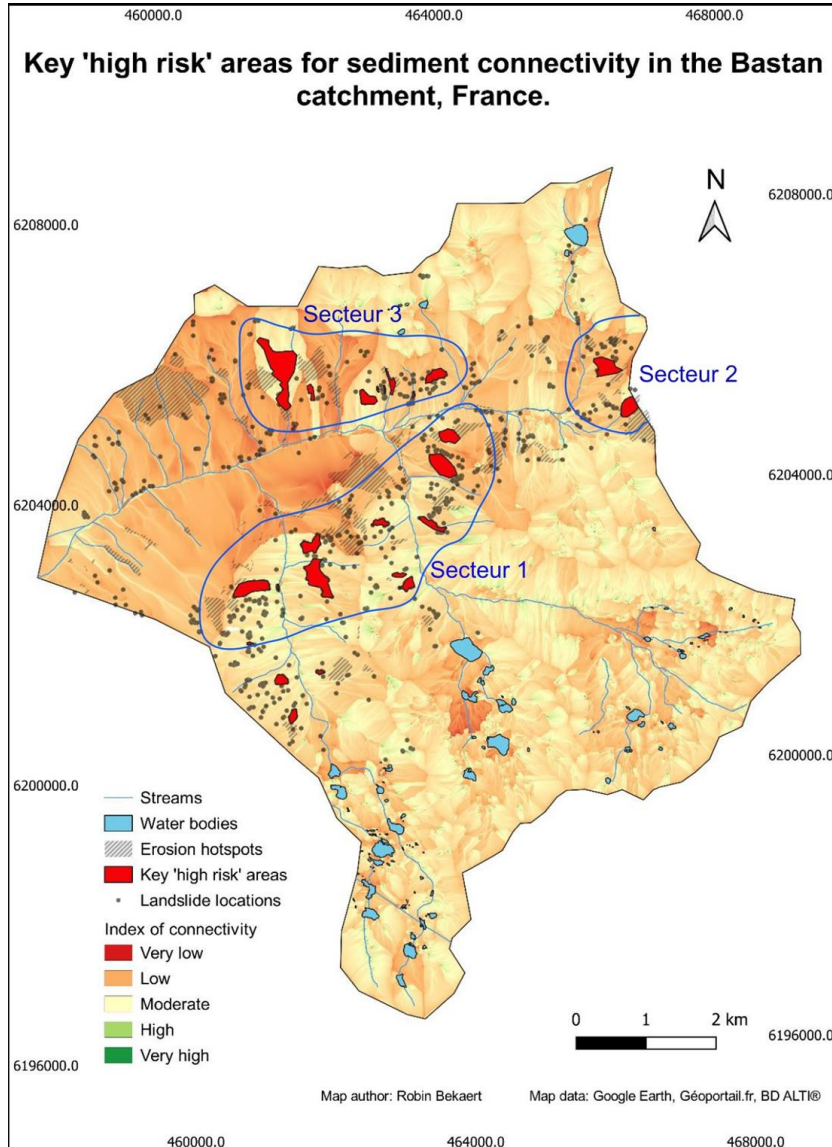 460000.0 464000.0 468000.0
Key 'high risk' areas for sediment connectivity in the Bastan
catchment, France.
N
6208000.0
6208000.0
Secteur 3
Secteur 2
6204000.0
6204000.0
Secteur 1
6200000.0
6200000.0
Streams
Water bodies
Erosion hotspots
Key 'high risk' areas
Landslide locations
Index of connectivity
Very low
Low
Moderate
High
Very high
0 1 2 km
6196000.0
6196000.0
Map author: Robin Bekaert Map data: Google Earth, Géoportail.fr, BD ALTI®
460000.0 464000.0 468000.0